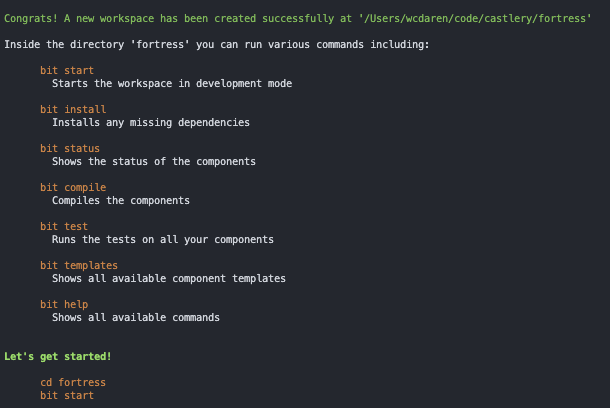 Congrats! A new workspace has been created successfully at '/Users/wcdaren/code/castlery/fortress'
Inside the directory 'fortress' you can run various commands including:
bit start
Starts the workspace in development mode
bit install
Installs any missing dependencies
bit status
Shows the status of the components
bit compile
Compiles the components
bit test
Runs the tests on all your components
bit templates
Shows all available component templates
bit help
Shows all available commands
Let's get started!
cd fortress
bit start